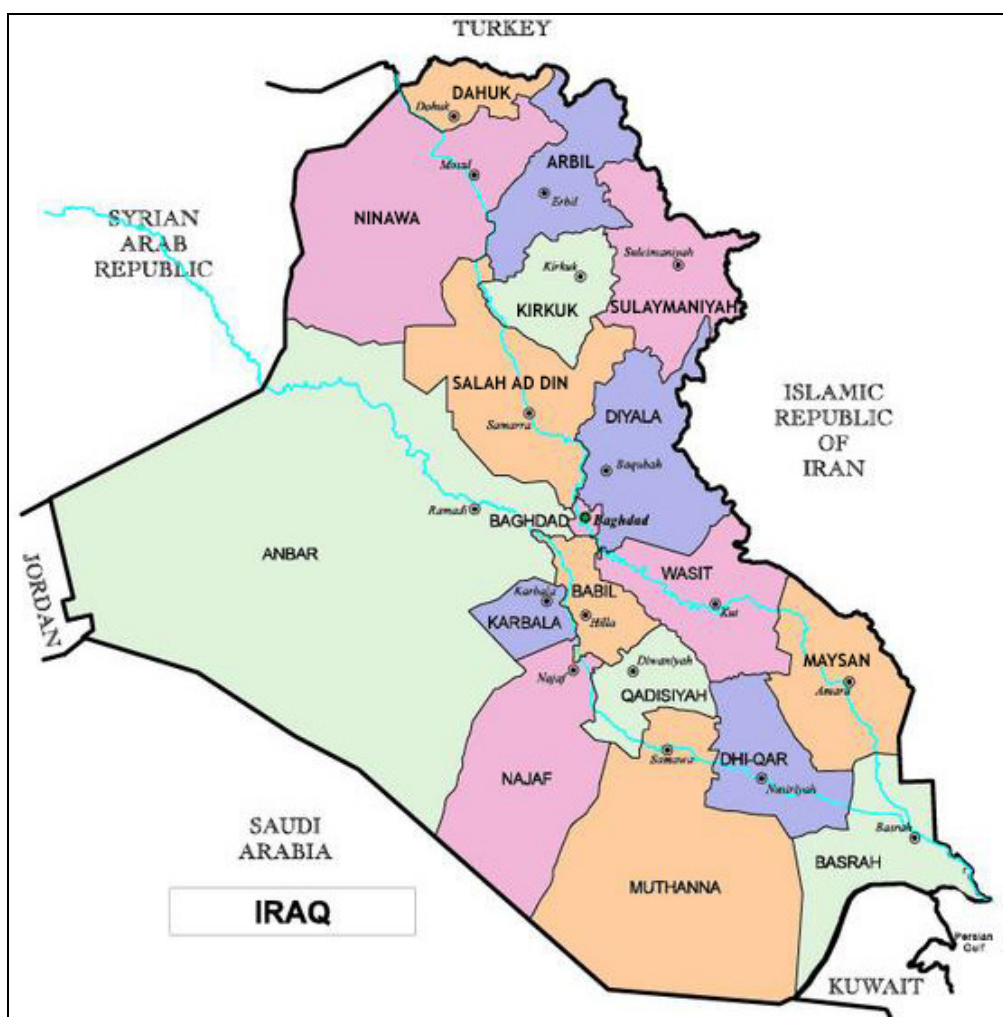 TURKEY
DAHUK
Dohuk
ARBIL
Mosul
Erbil
NINAWA
SYRIAN
ARAB
REPUBLIC
Suleimaniyah
Kirkuk
KIRKUK
SULAYMANIYAH
SALAH AD DIN
ISLAMIC
REPUBLIC
OF
IRAN
Samarra
DIYALA
Baqubah
Ramadi
BAGHDAD
Baghdad
ANBAR
WASIT
JORDAN
BABIL
Karbala
KARBALA
Hilla
Kut
MAYSAN
Najaf
Diwaniyah
Amara
QADISIYAH
NAJAF
Samawa
DHI-QAR
Nasiriyah
SAUDI
ARABIA
Basrah
BASRAH
MUTHANNA
IRAQ
Persian
Gulf
KUWAIT